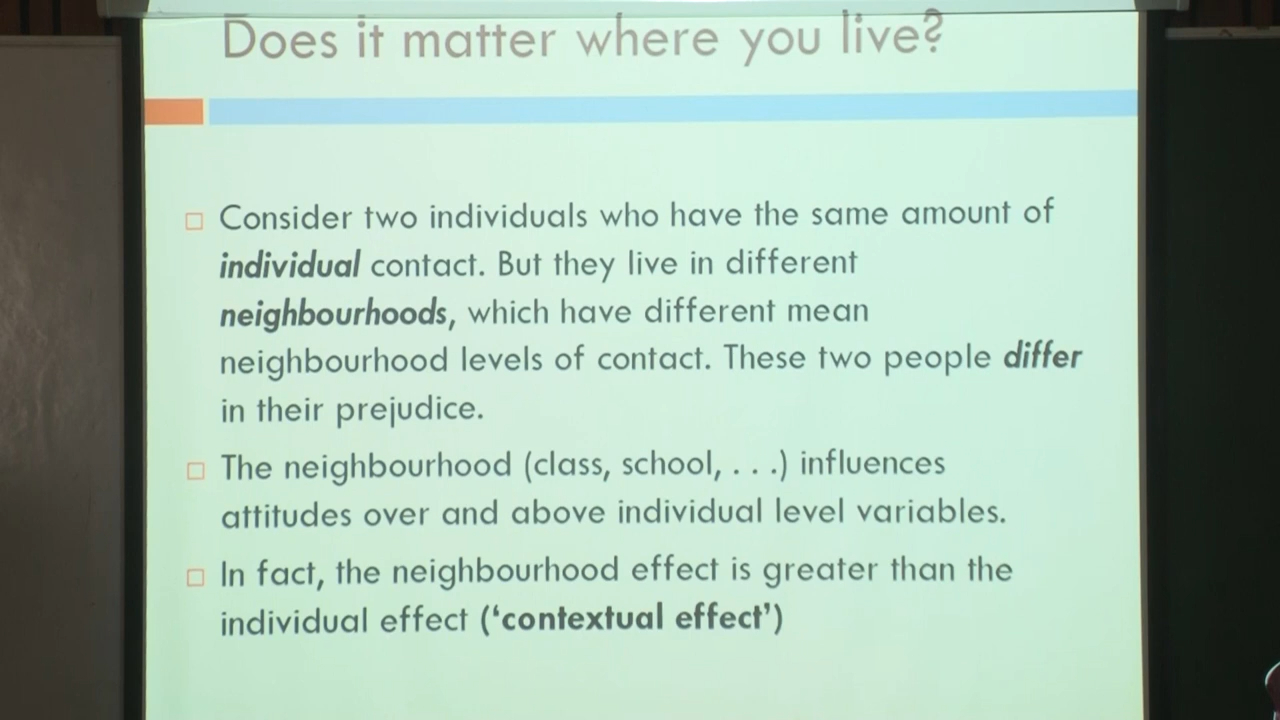 Does it matter where you live?
Consider two individuals who have the same amount of
individual contact. But they live in different
neighbourhoods, which have different mean
neighbourhood levels of contact. These two people differ
in their prejudice.
The neighbourhood (class, school, . . .) influences
attitudes over and above individual level variables.
In fact, the neighbourhood effect is greater than the
individual effect (‘contextual effect’)